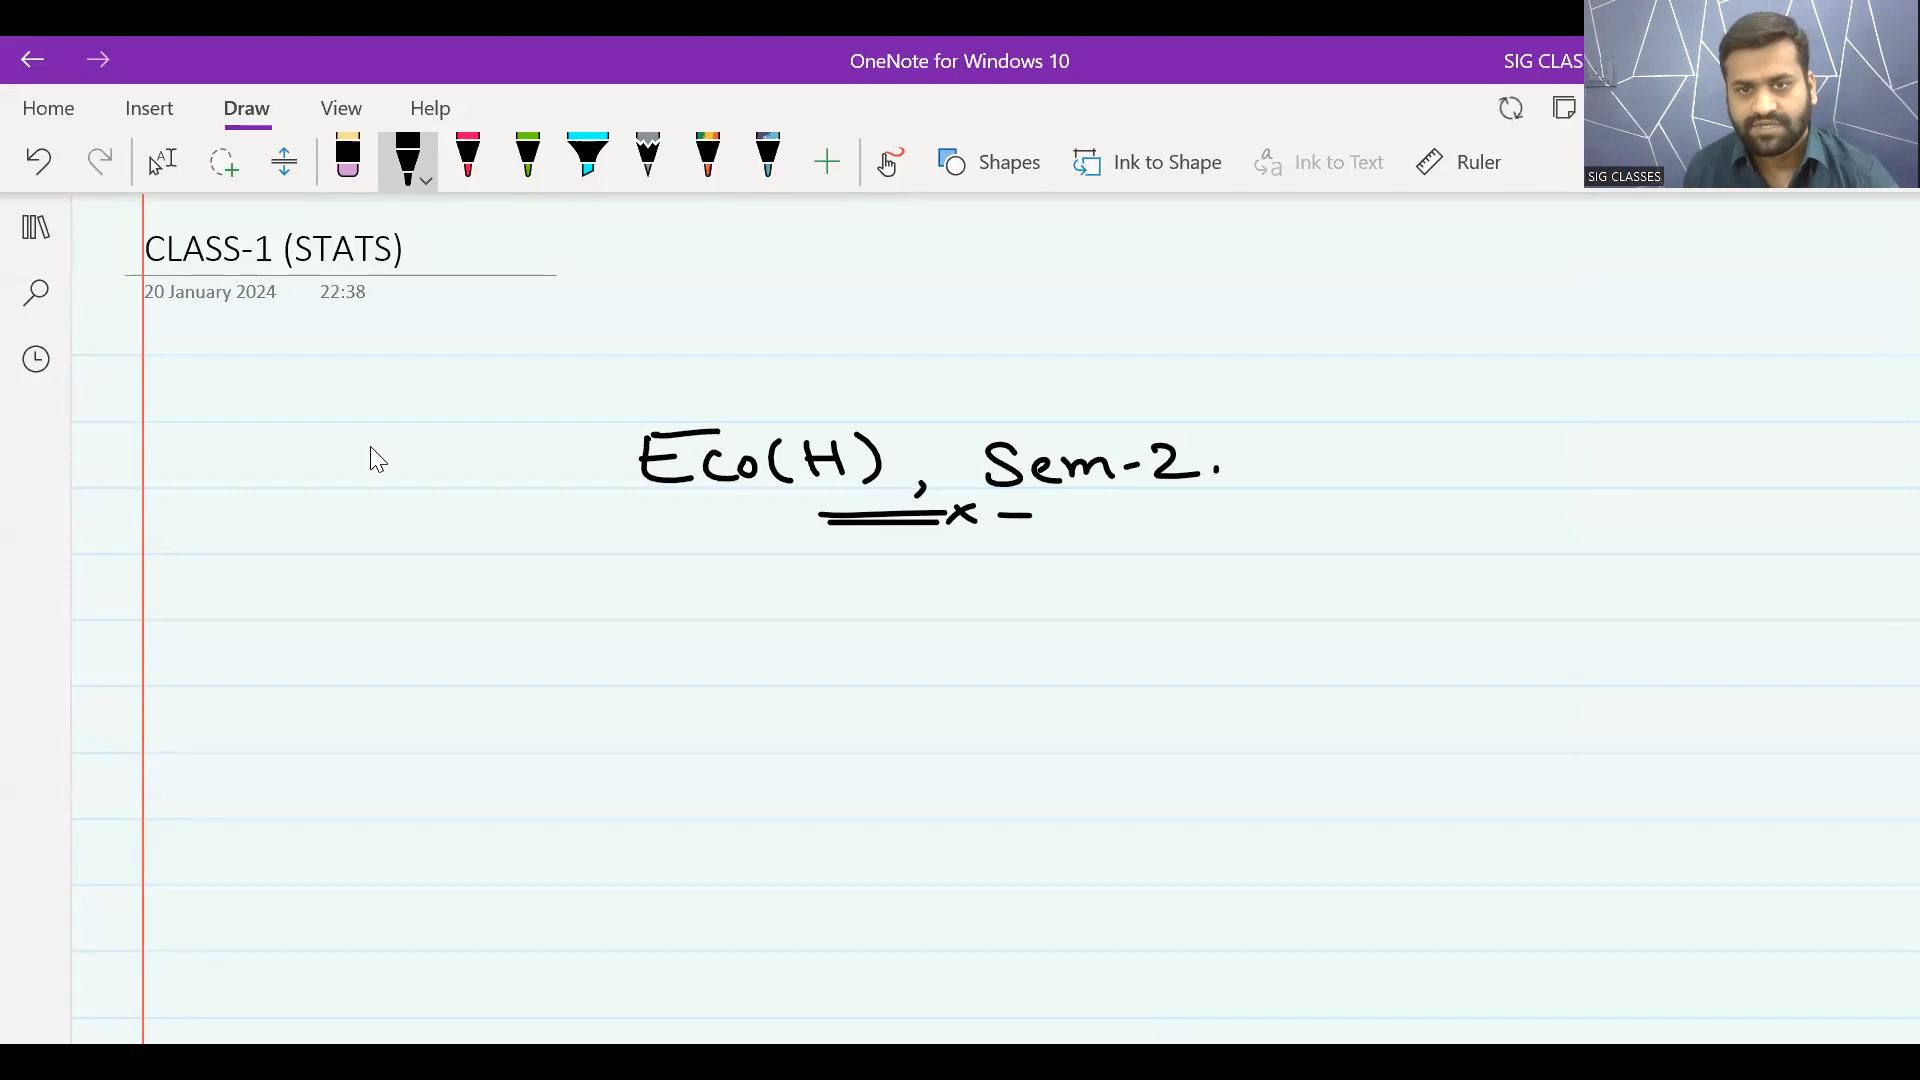 OneNote for Windows 10
SIG CLAS
Home Insert Draw View Help
Shapes Ink to Shape Ink to Text Ruler
SIG CLASSES
CLASS-1 (STATS)
20 January 2024 22:38
Eco(H), Sem-2.